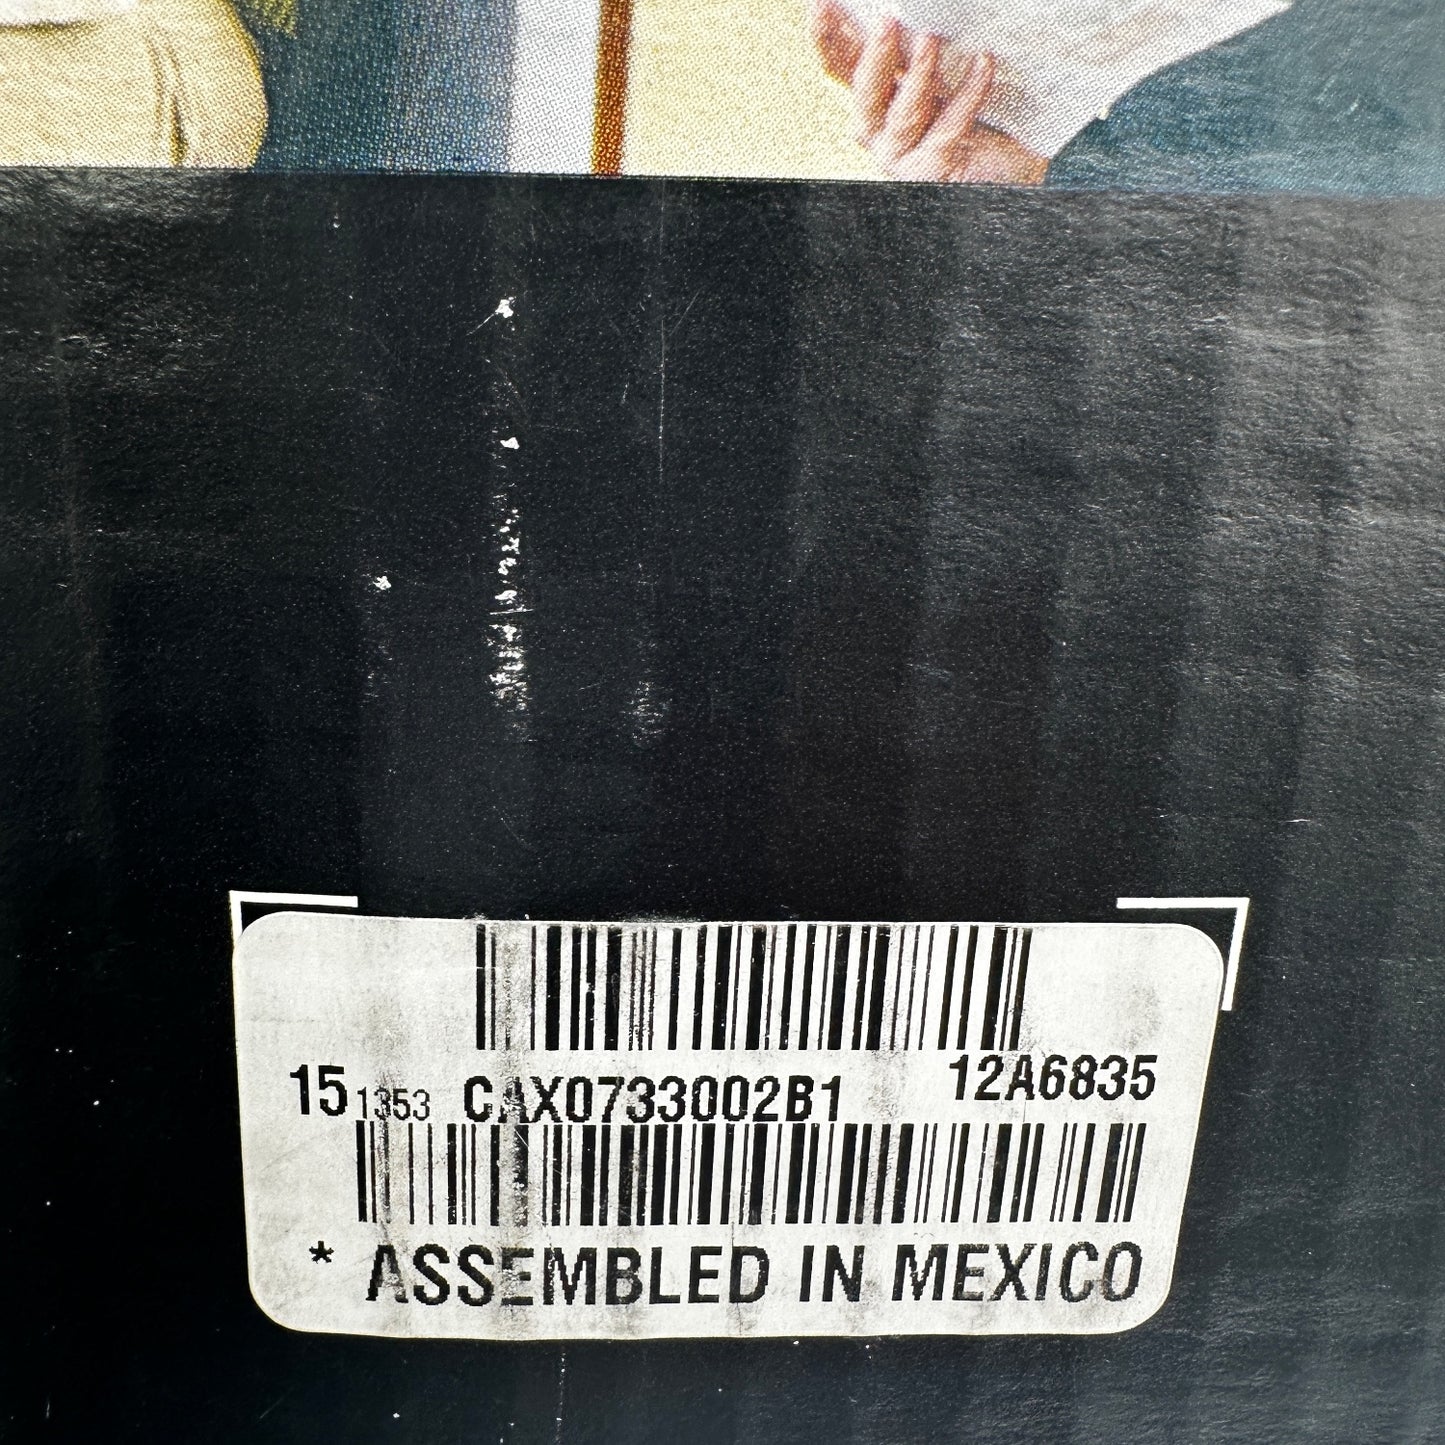 15 1353 CAX0733002B1 12A6835
* ASSEMBLED IN MEXICO